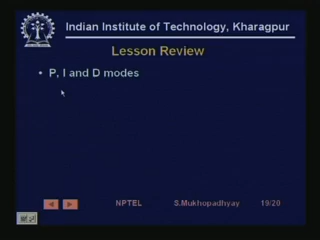 Indian Institute of Technology, Kharagpur
Lesson Review
• P, I and D modes
NPTEL S.Mukhopadhyay 19/20